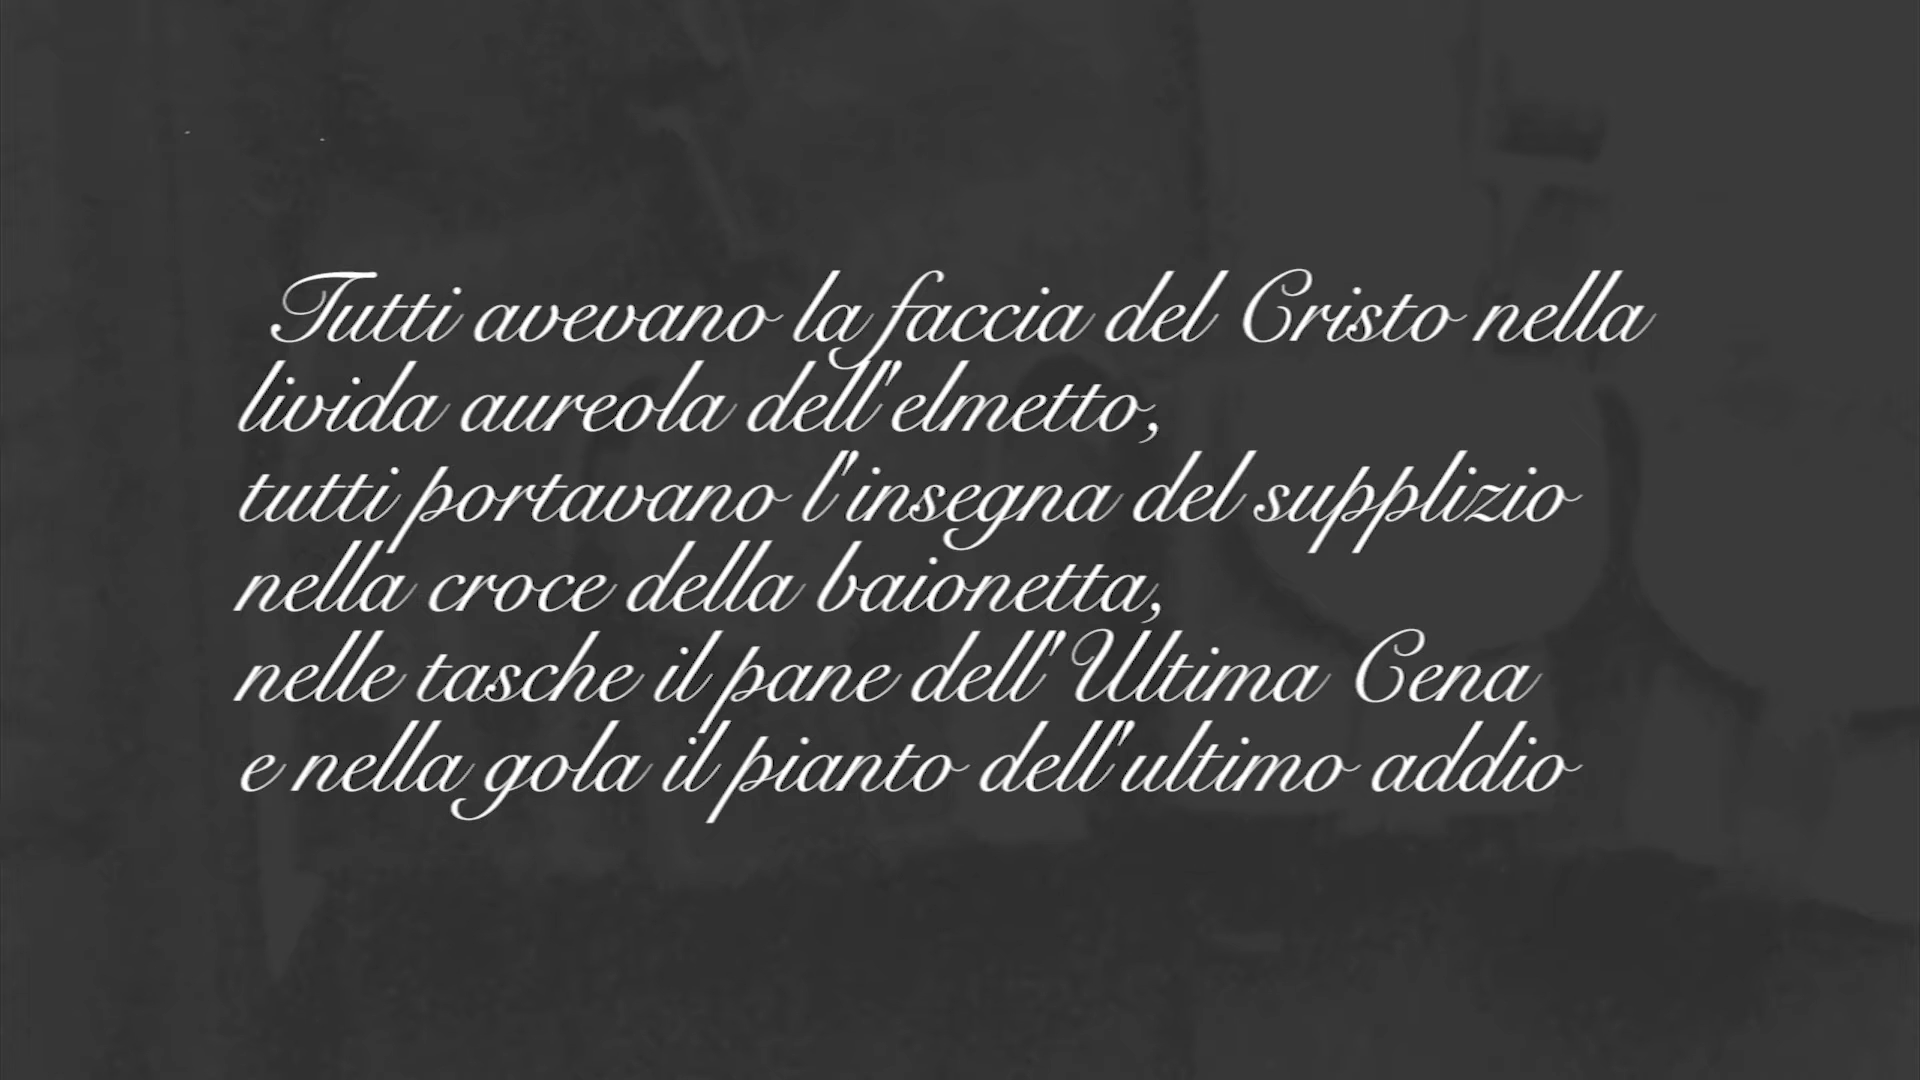 Tutti avevano la faccia del Cristo nella
livida aureola dell'elmetto,
tutti portavano l'insegna del supplizio
nella croce della baionetta,
nelle tasche il pane dell'Ultima Cena
e nella gola il pianto dell'ultimo addio